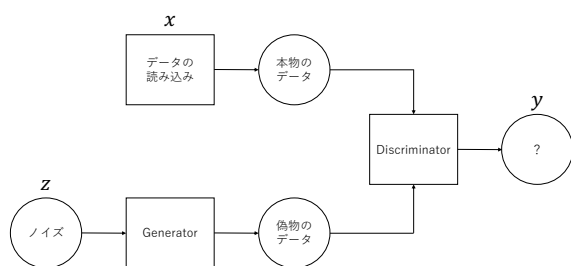 x
データの
読み込み
本物の
データ
y
Discriminator
?
z
ノイズ
Generator
偽物の
データ